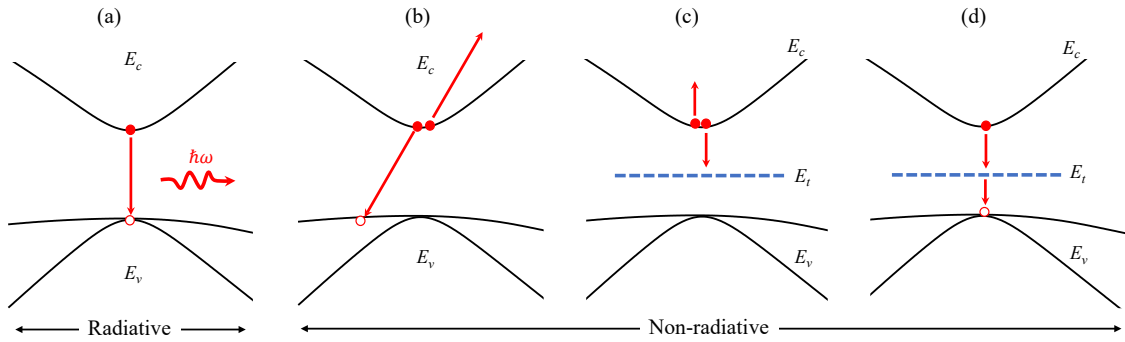 (a) (b) (c) (d)
E_c E_c E_c E_c
ħω
E_t E_t
E_v E_v E_v E_v
Radiative Non-radiative